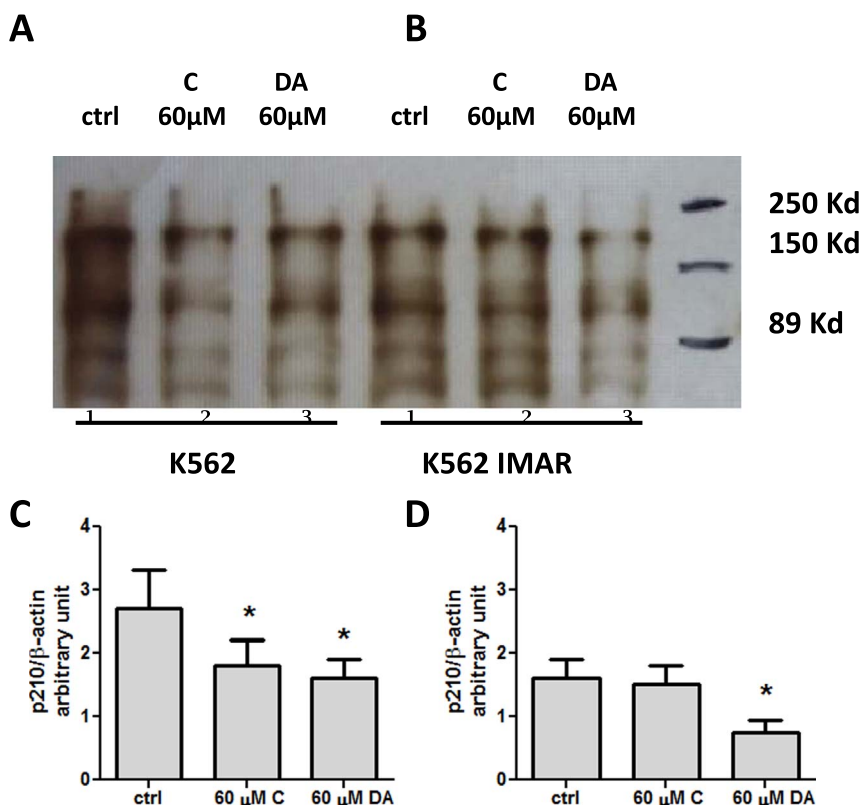 A
B
C DA C DA
ctrl 60µM 60µM ctrl 60µM 60µM
250 Kd
150 Kd
89 Kd
1 2 3 1 2 3
K562 K562 IMAR
C
D
p210/β-actin
arbitrary unit
4
3
2
1
0
*
*
ctrl 60 µM C 60 µM DA
p210/β-actin
arbitrary unit
4
3
2
1
0
*
ctrl 60 µM C 60 µM DA